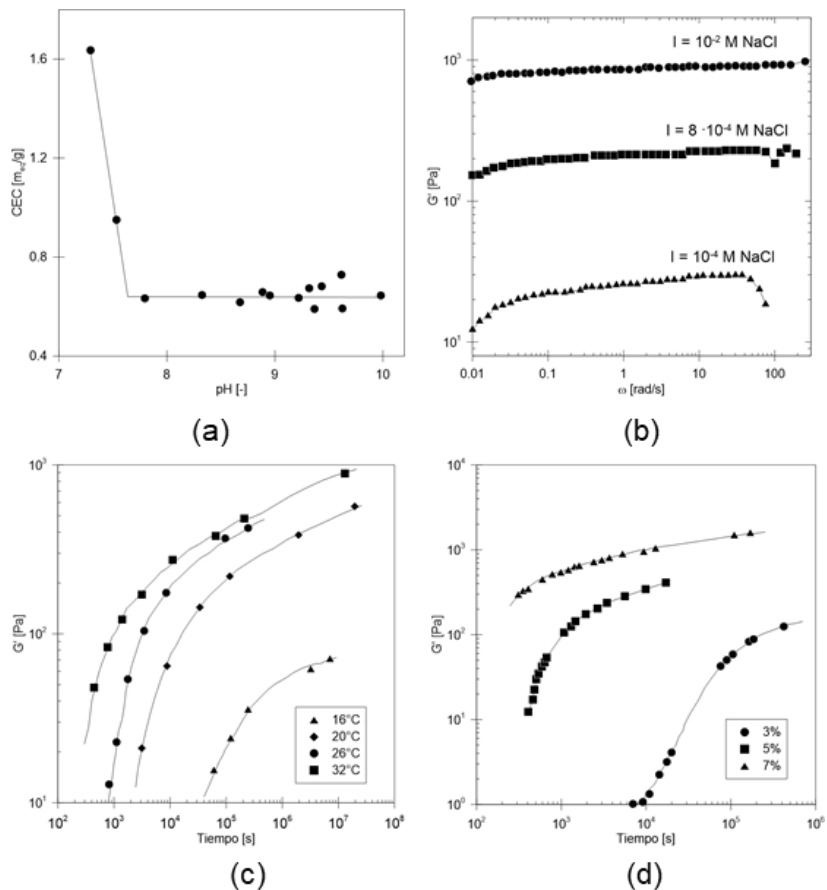 1.6
1.2
0.8
0.4
CEC [m_eq/g]
7 8 9 10
pH [-]
(a)
I = 10⁻² M NaCl
I = 8 ·10⁻⁴ M NaCl
I = 10⁻⁴ M NaCl
10³
10²
10¹
G' [Pa]
0.01 0.1 1 10 100
ω [rad/s]
(b)
10³
10²
10¹
G' [Pa]
16°C
20°C
26°C
32°C
10² 10³ 10⁴ 10⁵ 10⁶ 10⁷ 10⁸
Tiempo [s]
(c)
10⁴
10³
10²
10¹
10⁰
G' [Pa]
3%
5%
7%
10³ 10⁴ 10⁵ 10⁶
Tiempo [s]
(d)